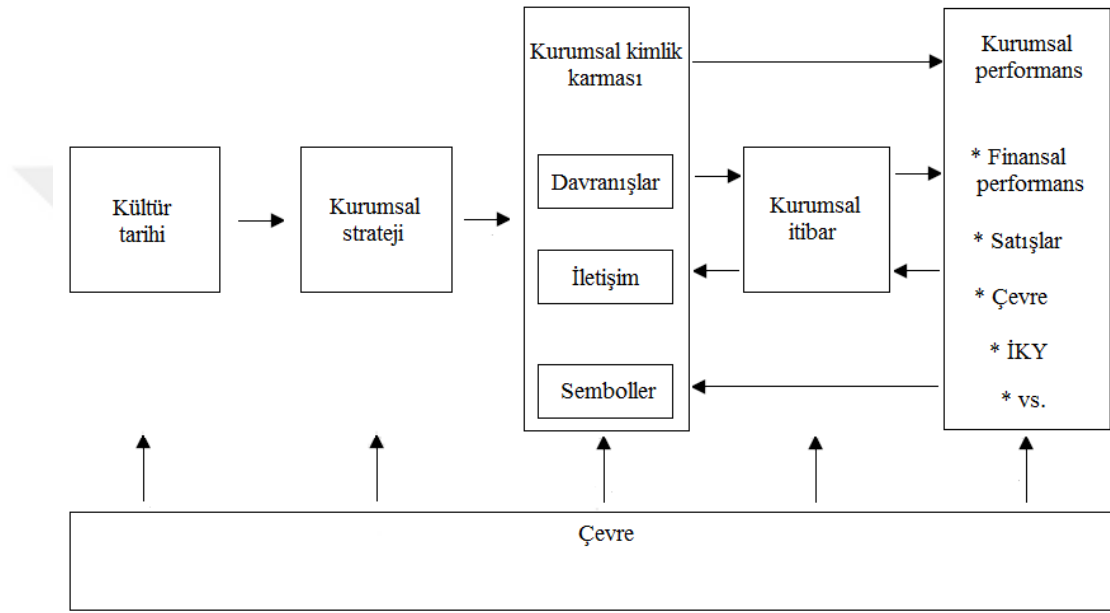 Kültür
tarihi
Kurumsal
strateji
Kurumsal kimlik
karması
Davranışlar
İletişim
Semboller
Kurumsal
itibar
Kurumsal
performans
* Finansal
performans
* Satışlar
* Çevre
* İKY
* vs.
Çevre